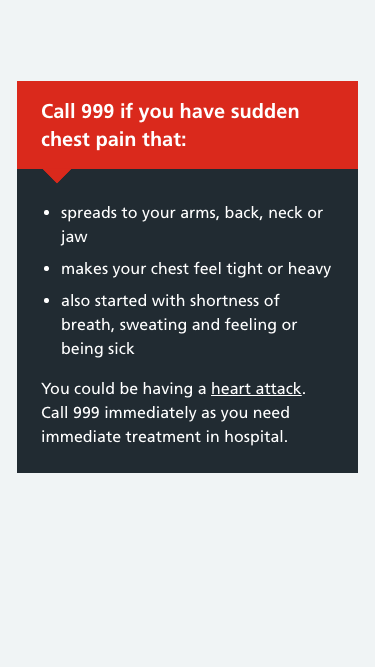 Call 999 if you have sudden
chest pain that:
• spreads to your arms, back, neck or
jaw
• makes your chest feel tight or heavy
• also started with shortness of
breath, sweating and feeling or
being sick
You could be having a heart attack.
Call 999 immediately as you need
immediate treatment in hospital.